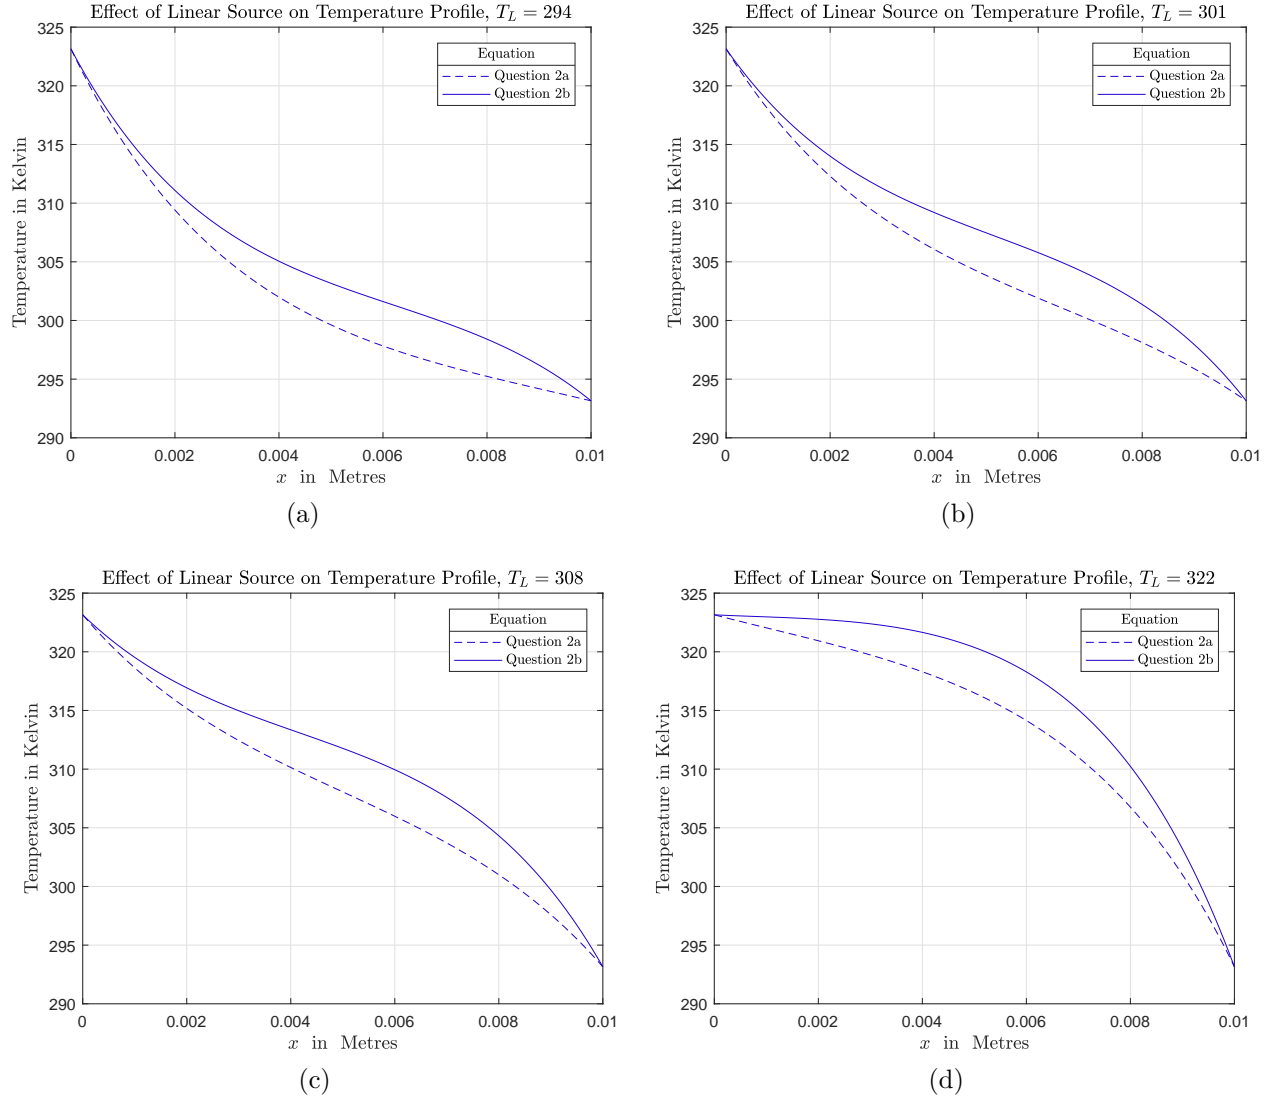 Effect of Linear Source on Temperature Profile, T_L = 294
Equation
Question 2a
Question 2b
Temperature in Kelvin
325
320
315
310
305
300
295
290
0 0.002 0.004 0.006 0.008 0.01
x in Metres
(a)
Effect of Linear Source on Temperature Profile, T_L = 301
Equation
Question 2a
Question 2b
Temperature in Kelvin
325
320
315
310
305
300
295
290
0 0.002 0.004 0.006 0.008 0.01
x in Metres
(b)
Effect of Linear Source on Temperature Profile, T_L = 308
Equation
Question 2a
Question 2b
Temperature in Kelvin
325
320
315
310
305
300
295
290
0 0.002 0.004 0.006 0.008 0.01
x in Metres
(c)
Effect of Linear Source on Temperature Profile, T_L = 322
Equation
Question 2a
Question 2b
Temperature in Kelvin
325
320
315
310
305
300
295
290
0 0.002 0.004 0.006 0.008 0.01
x in Metres
(d)